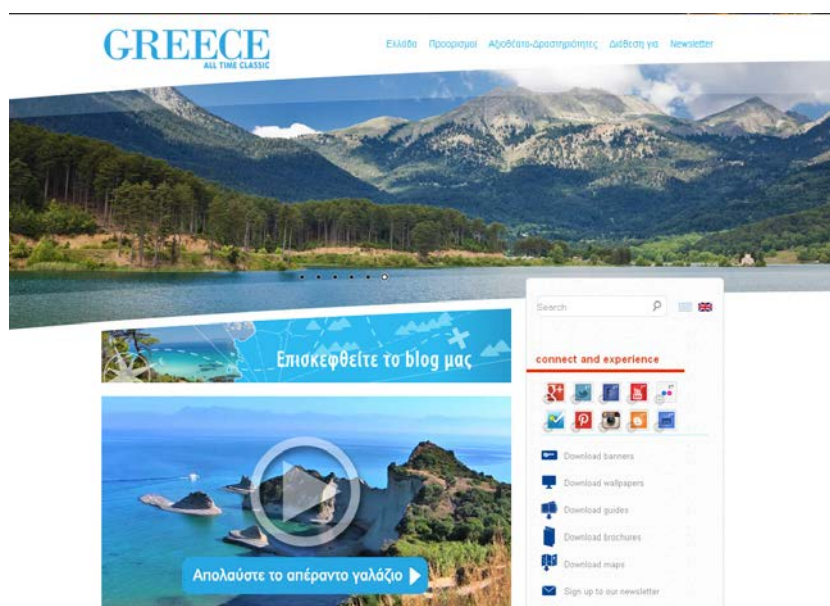 GREECE
ALL TIME CLASSIC
Ελλάδα Προορισμοί Αξιοθέατα-Δραστηριότητες Διάθεση για Newsletter
Search
Επισκεφθείτε το blog μας
connect and experience
Download banners
Download wallpapers
Download guides
Download brochures
Download maps
Απολαύστε το απέραντο γαλάζιο
Sign up to our newsletter